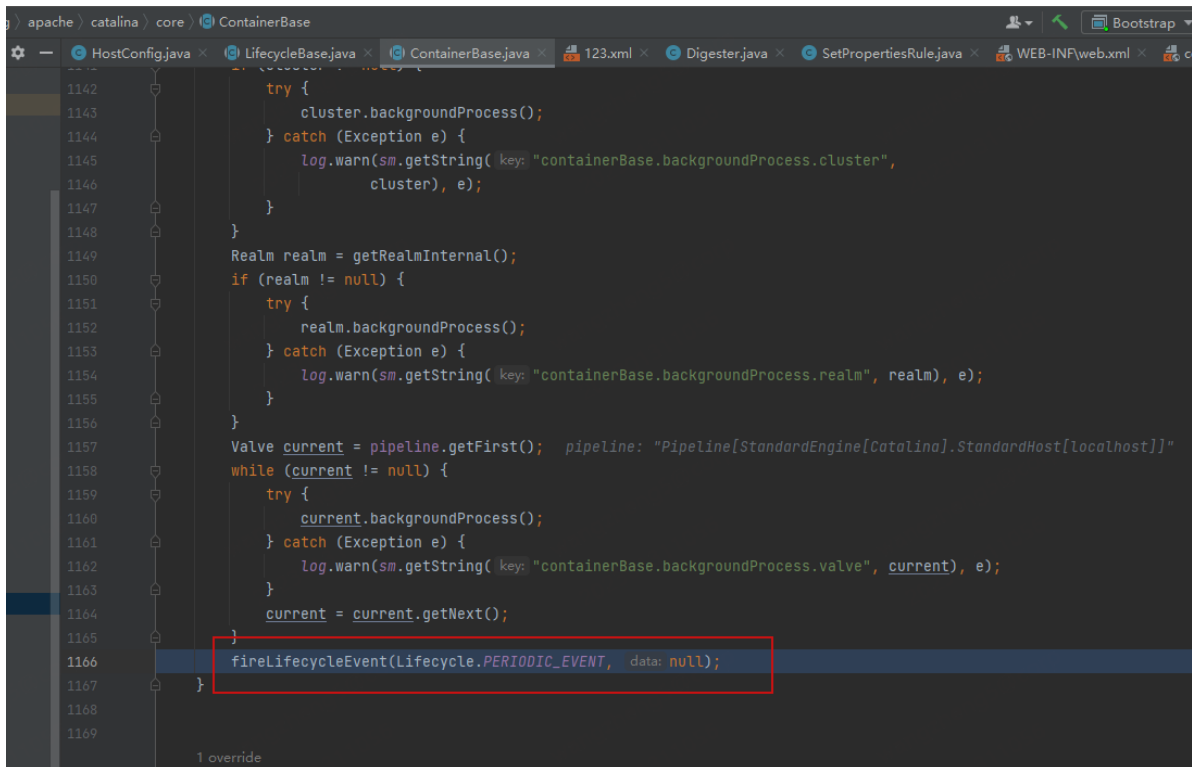 apache 〉 catalina 〉 core 〉 ContainerBase
Bootstrap
HostConfig.java × LifecycleBase.java × ContainerBase.java × 123.xml × Digester.java × SetPropertiesRule.java × WEB-INF\web.xml ×
1142 try {
1143 cluster.backgroundProcess();
1144 } catch (Exception e) {
1145 log.warn(sm.getString( key: "containerBase.backgroundProcess.cluster",
1146 cluster), e);
1147 }
1148 }
1149 Realm realm = getRealmInternal();
1150 if (realm != null) {
1151 try {
1152 realm.backgroundProcess();
1153 } catch (Exception e) {
1154 log.warn(sm.getString( key: "containerBase.backgroundProcess.realm", realm), e);
1155 }
1156 }
1157 Valve current = pipeline.getFirst(); pipeline: "Pipeline[StandardEngine[Catalina].StandardHost[localhost]]"
1158 while (current != null) {
1159 try {
1160 current.backgroundProcess();
1161 } catch (Exception e) {
1162 log.warn(sm.getString( key: "containerBase.backgroundProcess.valve", current), e);
1163 }
1164 current = current.getNext();
1165 }
1166 fireLifecycleEvent(Lifecycle.PERIODIC_EVENT, data: null);
1167 }
1168
1169
1 override